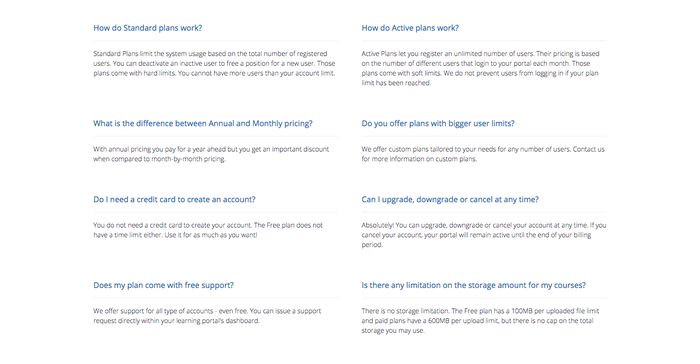 How do Standard plans work?
Standard Plans limit the system usage based on the total number of registered
users. You can deactivate an inactive user to free a position for a new user. Those
plans come with hard limits. You cannot have more users than your account limit.
How do Active plans work?
Active Plans let you register an unlimited number of users. Their pricing is based
on the number of different users that login to your portal each month. Those
plans come with soft limits. We do not prevent users from logging in if your plan
limit has been reached.
What is the difference between Annual and Monthly pricing?
With annual pricing you pay for a year ahead but you get an important discount
when compared to month-by-month pricing.
Do you offer plans with bigger user limits?
We offer custom plans tailored to your needs for any number of users. Contact us
for more information on custom plans.
Do I need a credit card to create an account?
You do not need a credit card to create your account. The Free plan does not
have a time limit either. Use it for as much as you want!
Can I upgrade, downgrade or cancel at any time?
Absolutely! You can upgrade, downgrade or cancel your account at any time. If you
cancel your account, your portal will remain active until the end of your billing
period.
Does my plan come with free support?
We offer support for all type of accounts - even free. You can issue a support
request directly within your learning portal's dashboard.
Is there any limitation on the storage amount for my courses?
There is no storage limitation. The Free plan has a 100MB per uploaded file limit
and paid plans have a 600MB per upload limit, but there is no cap on the total
storage you may use.